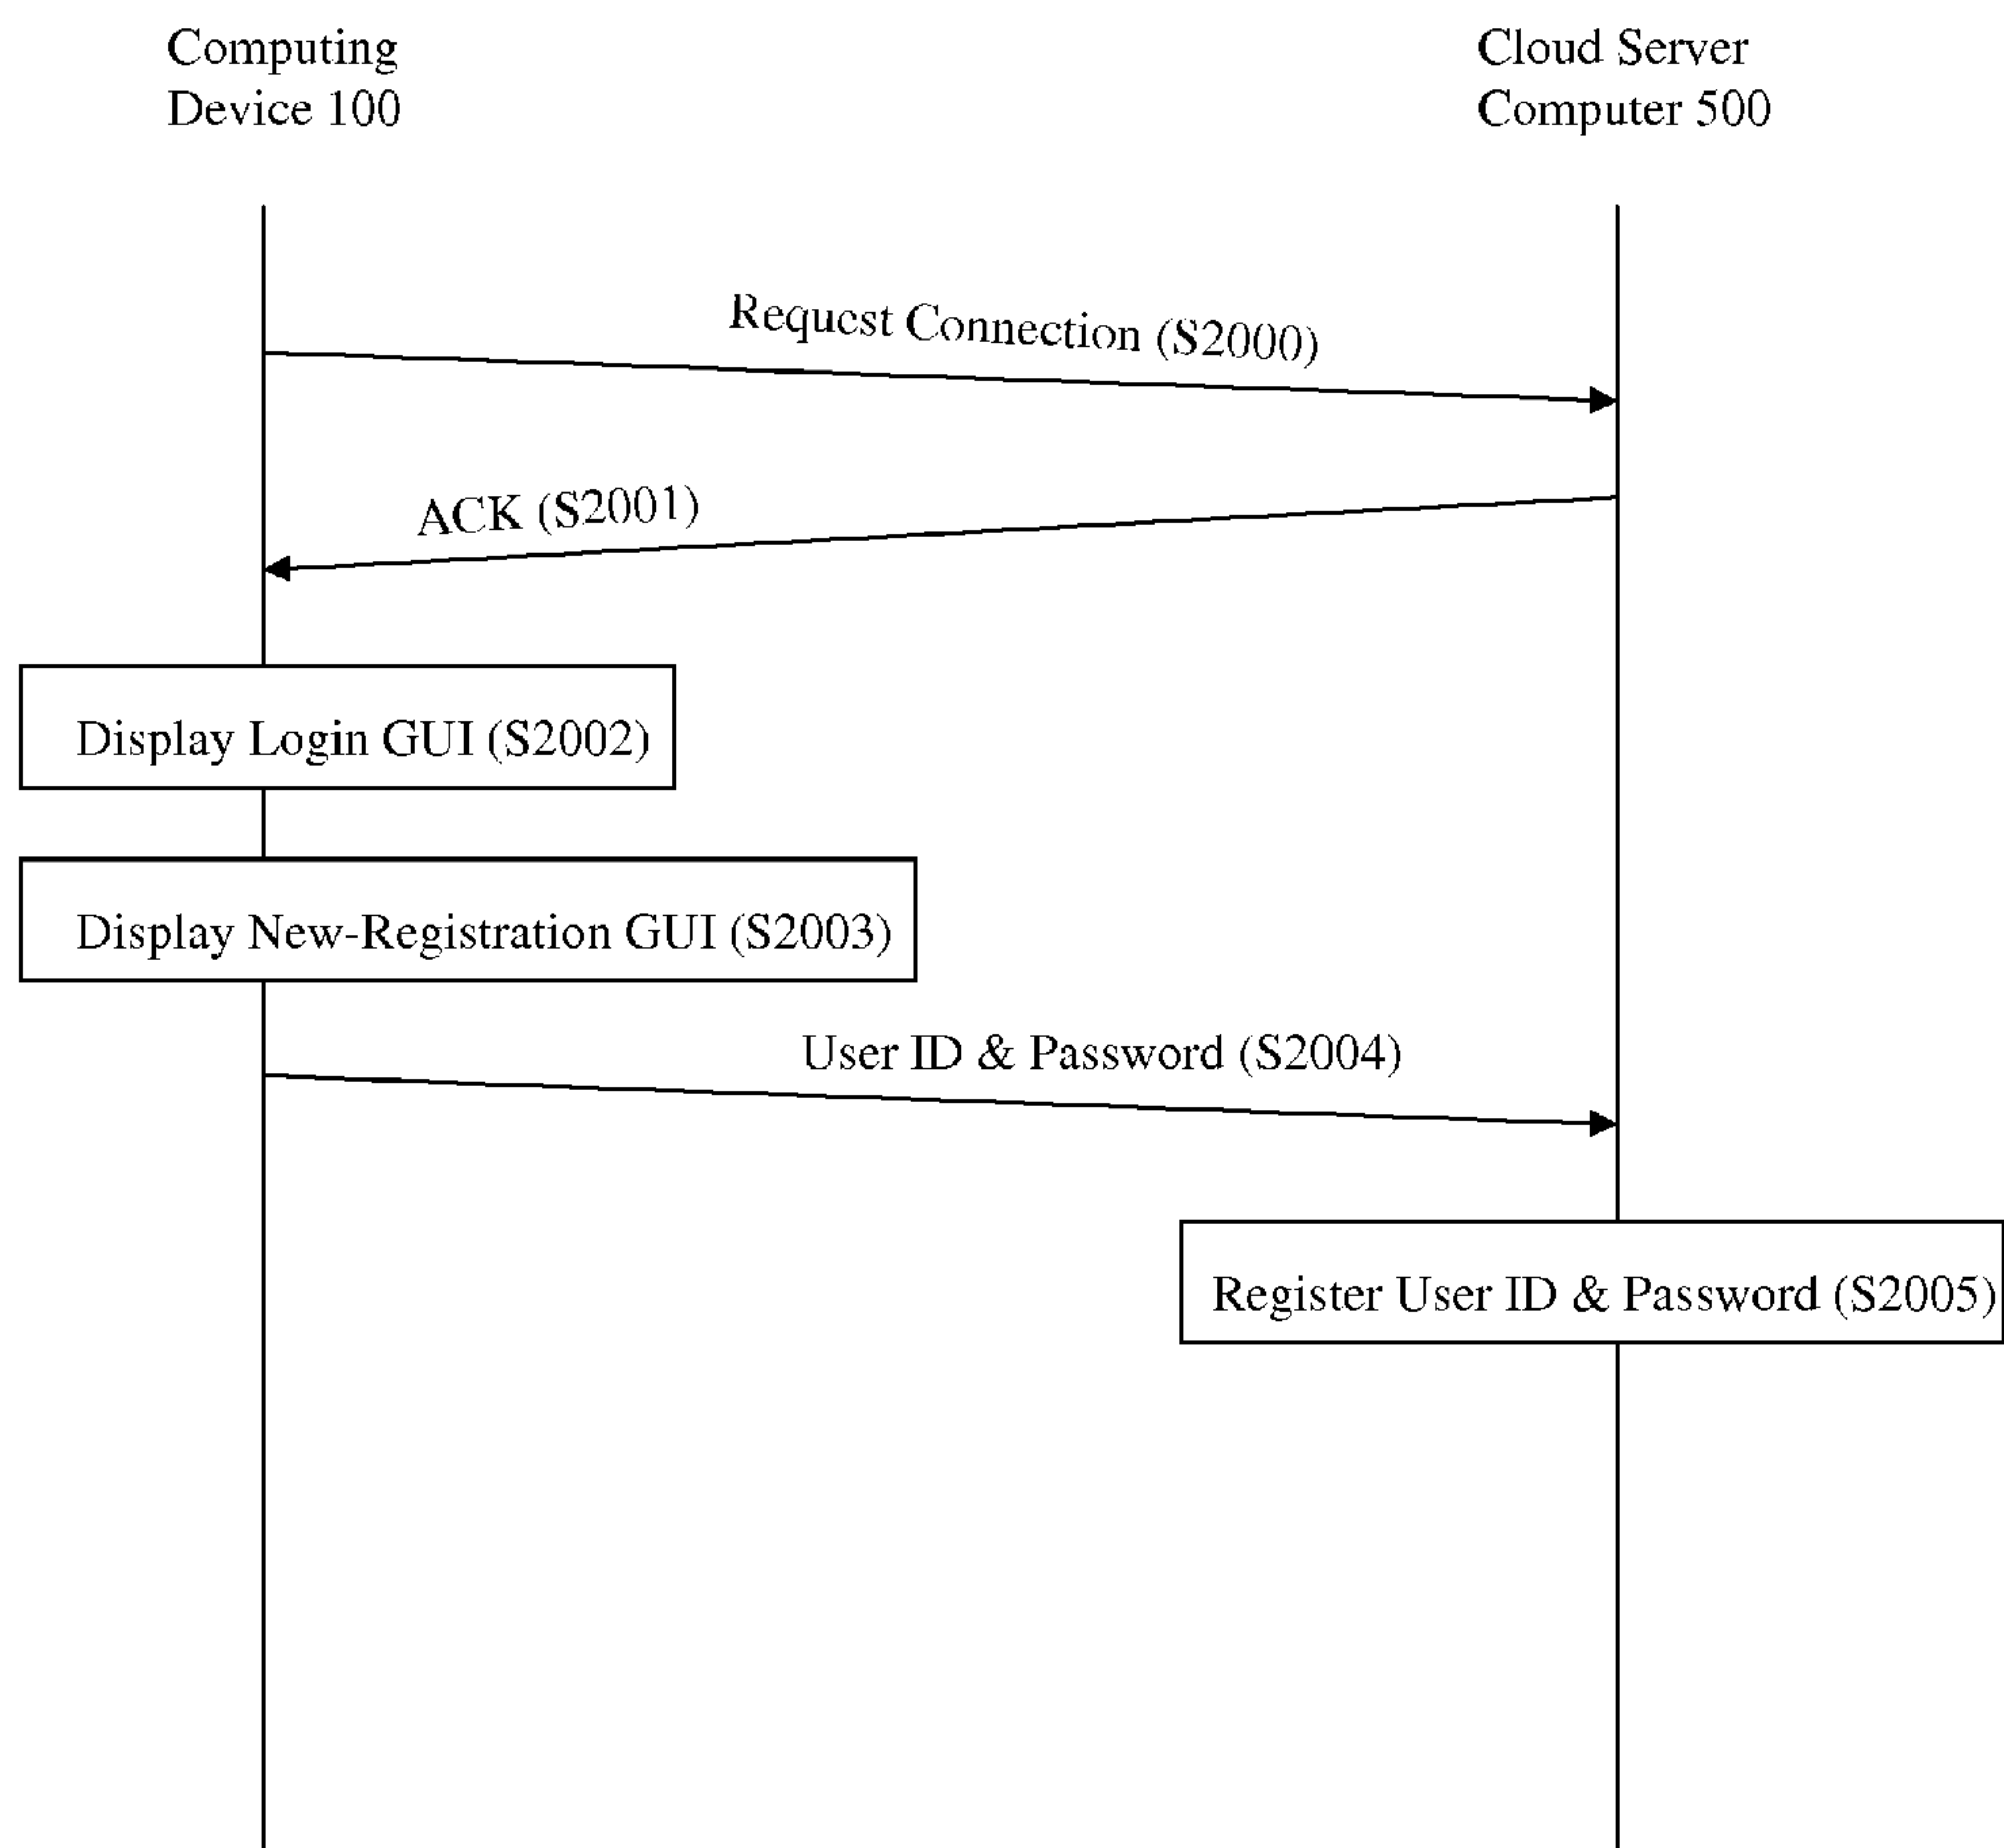 Computing
Device 100
Cloud Server
Computer 500
Request Connection (S2000)
ACK (S2001)
Display Login GUI (S2002)
Display New-Registration GUI (S2003)
User ID & Password (S2004)
Register User ID & Password (S2005)